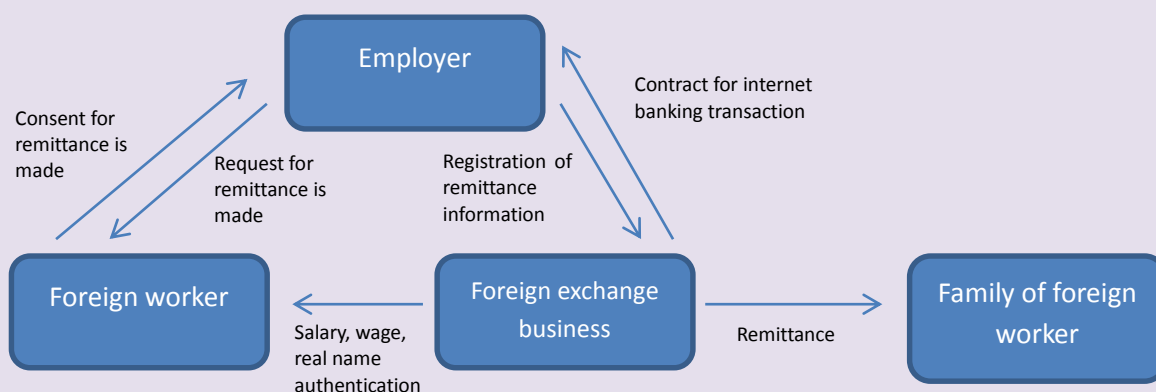 Employer
Contract for internet
banking transaction
Consent for
remittance is
made
Request for
remittance is
made
Registration of
remittance
information
Foreign worker
Foreign exchange
business
Family of foreign
worker
Salary, wage,
real name
authentication
Remittance